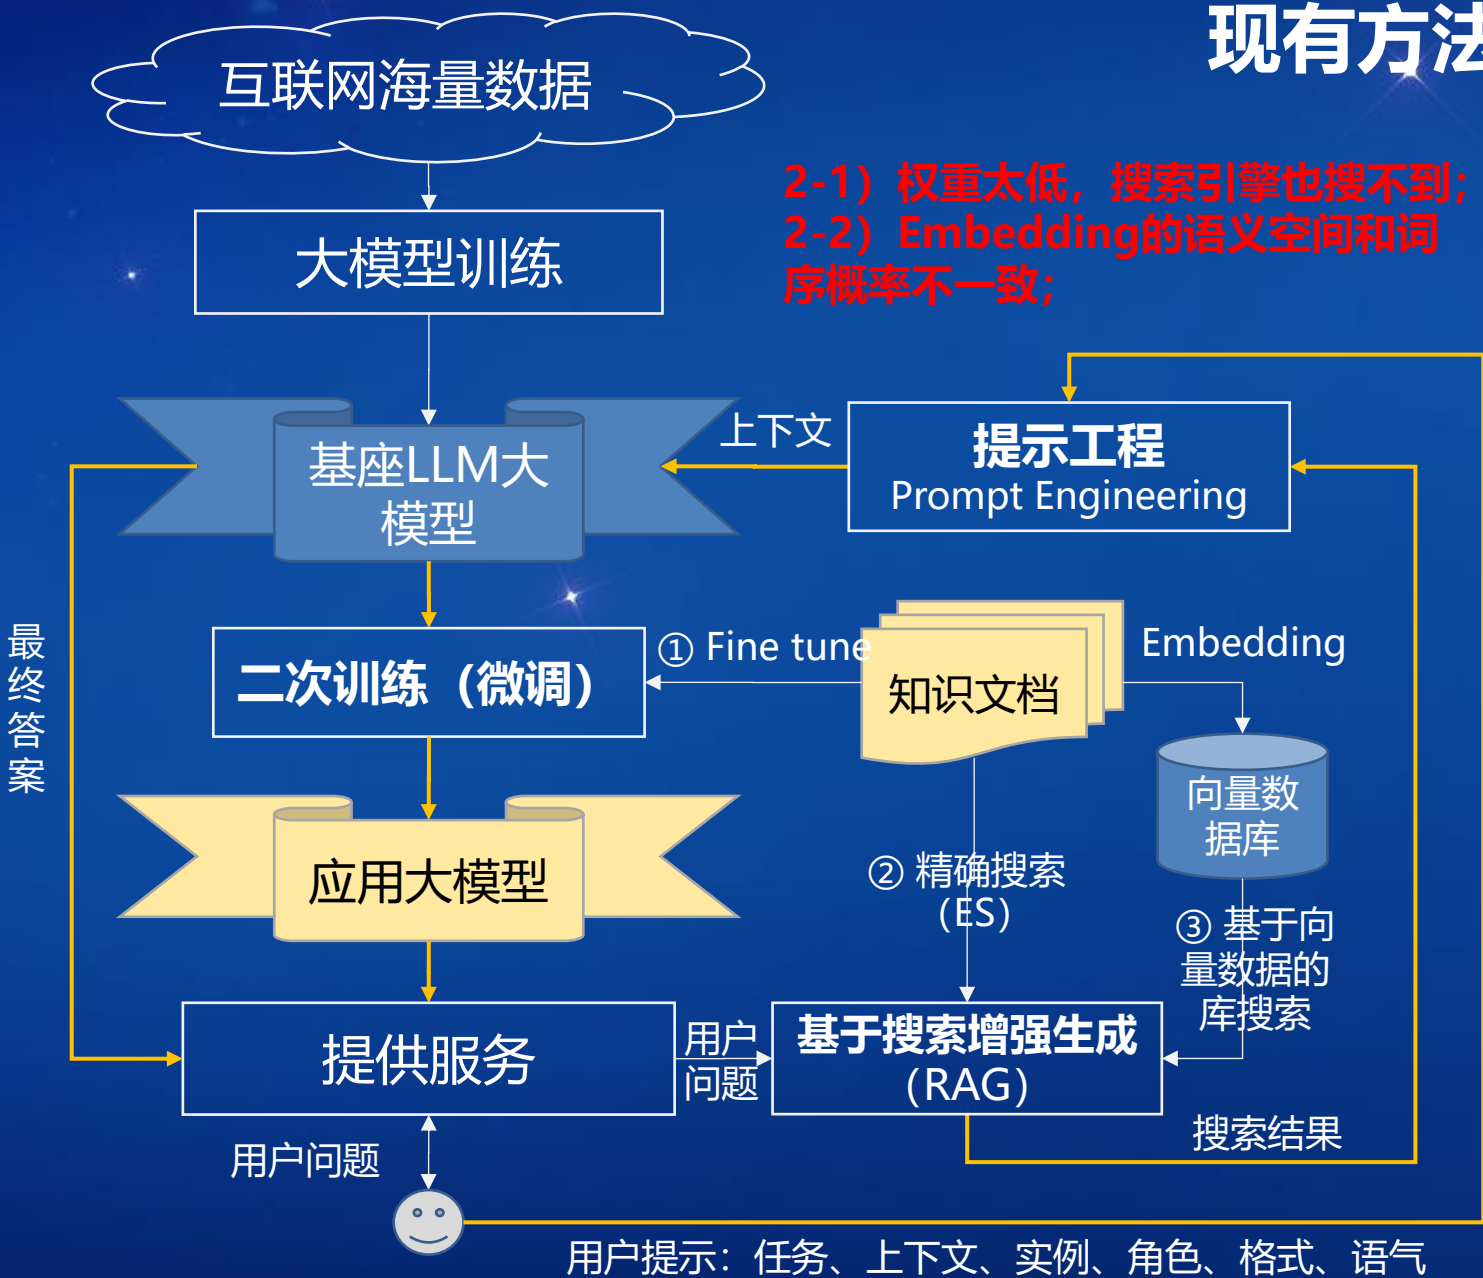 现有方法
互联网海量数据
2-1）权重太低，搜索引擎也搜不到；
2-2）Embedding的语义空间和词
序概率不一致；
大模型训练
基座LLM大
模型
上下文
提示工程
Prompt Engineering
最
终
答
案
二次训练（微调）
① Fine tune
知识文档
Embedding
向量数
据库
应用大模型
② 精确搜索
（ES）
③ 基于向
量数据的
库搜索
提供服务
用户
问题
基于搜索增强生成
（RAG）
搜索结果
用户问题
用户提示：任务、上下文、实例、角色、格式、语气